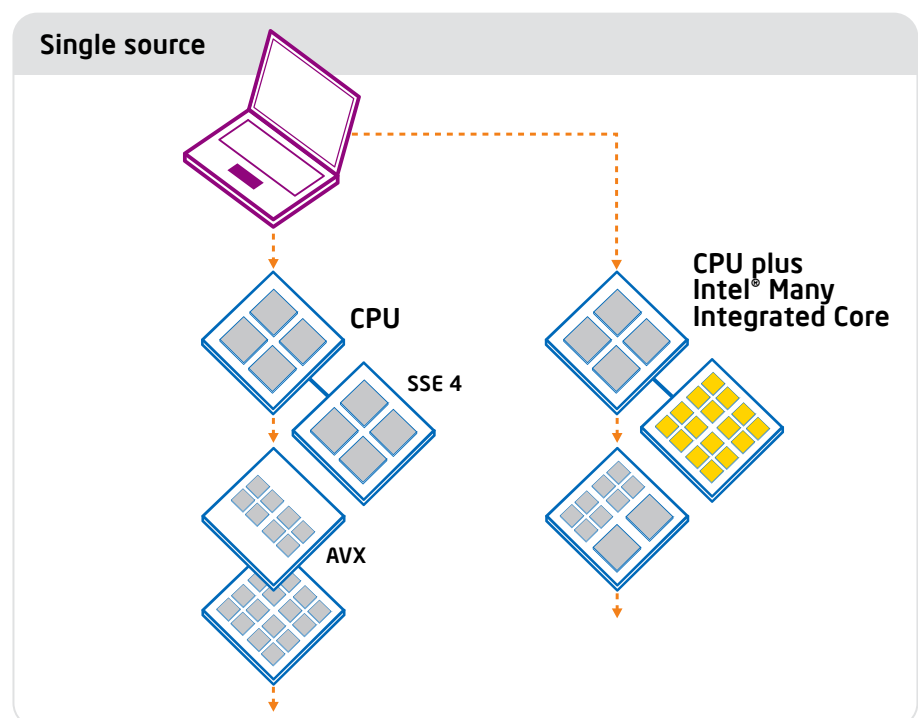 Single source
CPU
SSE 4
AVX
CPU plus
Intel® Many
Integrated Core